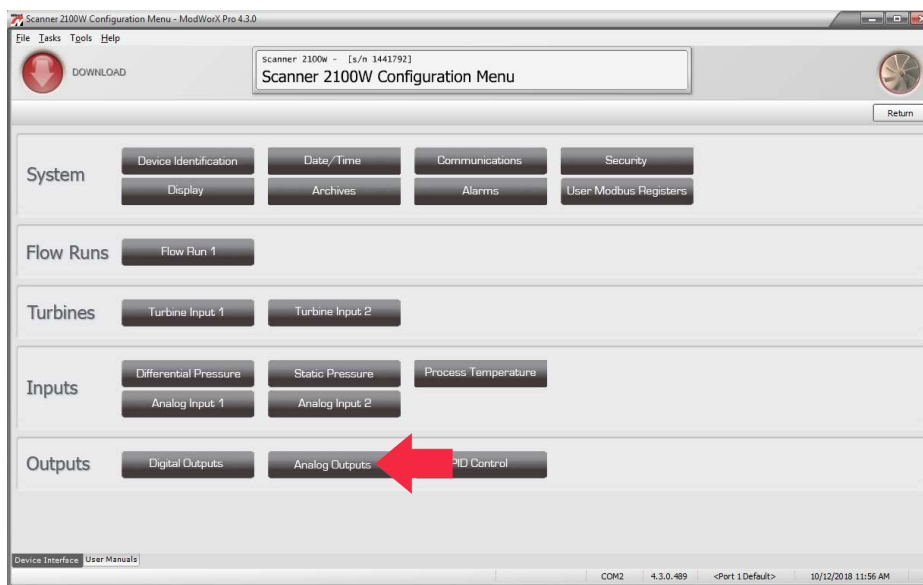 Scanner 2100W Configuration Menu - ModWorX Pro 4.3.0
File Tasks Tools Help
DOWNLOAD
Scanner 2100W - [s/n 1441792]
Scanner 2100W Configuration Menu
Return
System
Device Identification Date/Time Communications Security
Display Archives Alarms User Modbus Registers
Flow Runs Flow Run 1
Turbines Turbine Input 1 Turbine Input 2
Inputs
Differential Pressure Static Pressure Process Temperature
Analog Input 1 Analog Input 2
Outputs Digital Outputs Analog Outputs PID Control
Device Interface User Manuals
COM2 4.3.0.489 <Port 1 Default> 10/12/2018 11:56 AM